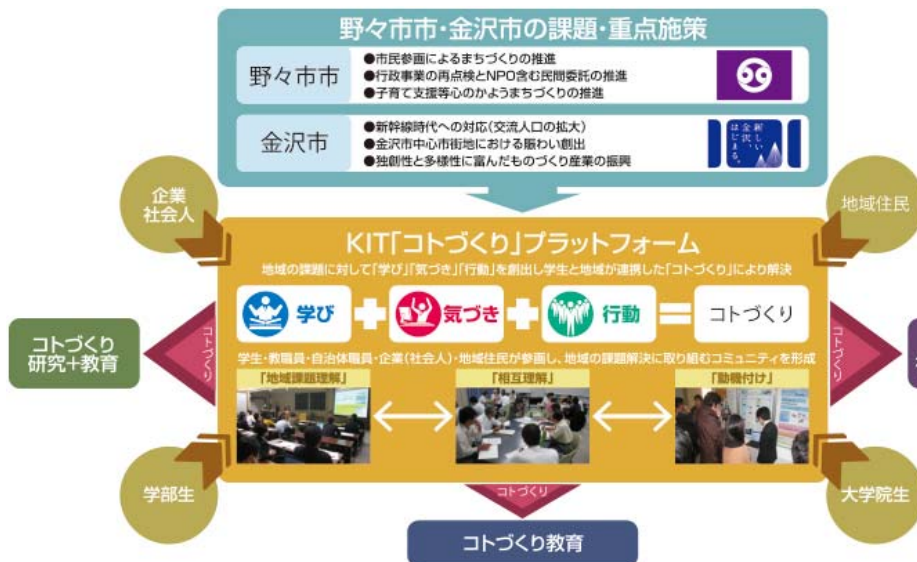 野々市市・金沢市の課題・重点施策
野々市市
●市民参画によるまちづくりの推進
●行政事業の再点検とNPO含む民間委託の推進
●子育て支援等心のかようまちづくりの推進
金沢市
●新幹線時代への対応(交流人口の拡大)
●金沢市中心市街地における賑わい創出
●独創性と多様性に富んだものづくり産業の振興
新しい
金沢、
はじまる。
企業
社会人
地域住民
KIT「コトづくり」プラットフォーム
地域の課題に対して「学び」「気づき」「行動」を創出し学生と地域が連携した「コトづくり」により解決
学び
気づき
行動
コトづくり
学生・教職員・自治体職員・企業(社会人)・地域住民が参画し、地域の課題解決に取り組むコミュニティを形成
「地域課題理解」
「相互理解」
「動機付け」
コトづくり
研究+教育
コトづくり
コトづくり
学部生
大学院生
コトづくり
コトづくり教育